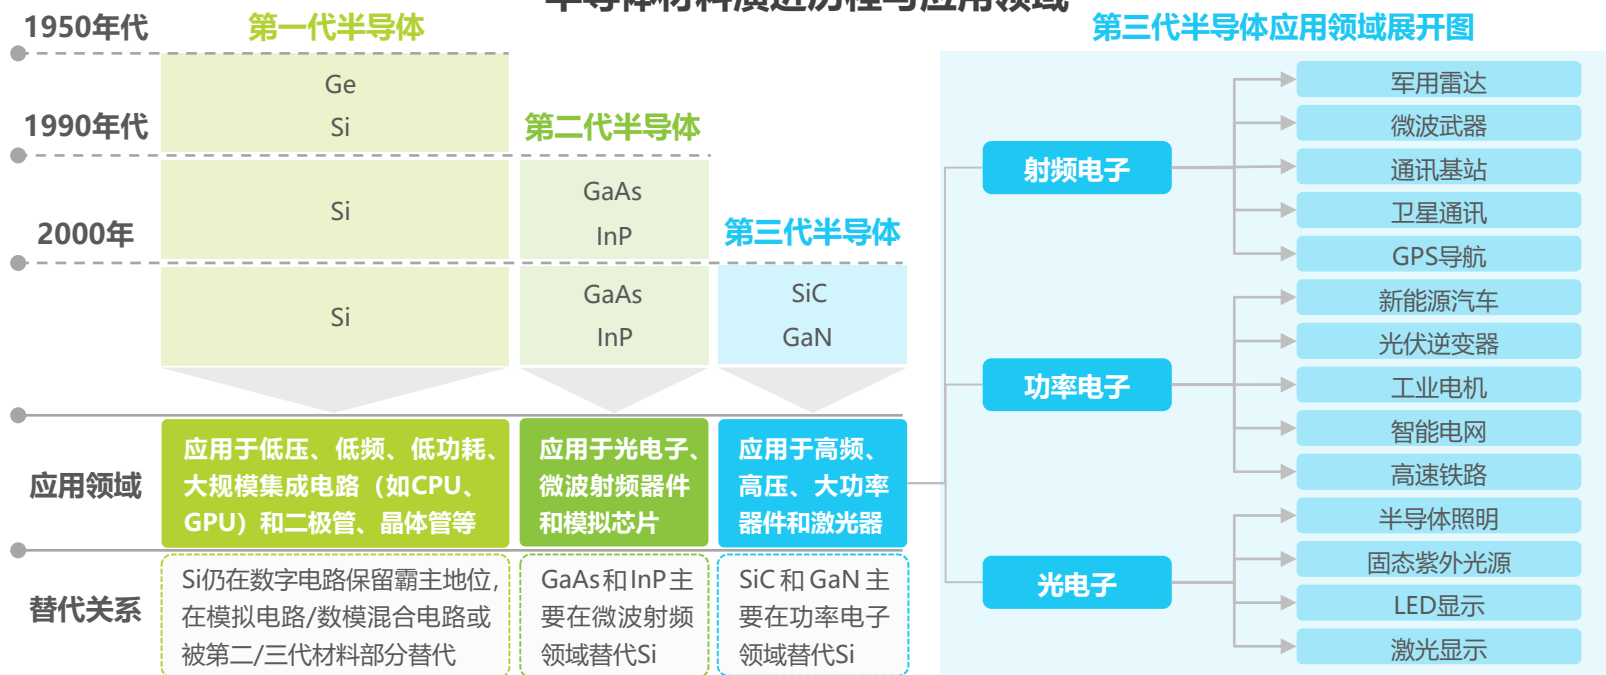 半导体材料演进历程与应用领域
1950年代
第一代半导体
Ge
Si
1990年代
第二代半导体
Si
GaAs
InP
2000年
第三代半导体
Si
GaAs
InP
SiC
GaN
应用领域
应用于低压、低频、低功耗、
大规模集成电路（如CPU、
GPU）和二极管、晶体管等
应用于光电子、
微波射频器件
和模拟芯片
应用于高频、
高压、大功率
器件和激光器
替代关系
Si仍在数字电路保留霸主地位，
在模拟电路/数模混合电路或
被第二/三代材料部分替代
GaAs和InP主
要在微波射频
领域替代Si
SiC和GaN主
要在功率电子
领域替代Si
第三代半导体应用领域展开图
射频电子
军用雷达
微波武器
通讯基站
卫星通讯
GPS导航
功率电子
新能源汽车
光伏逆变器
工业电机
智能电网
高速铁路
光电子
半导体照明
固态紫外光源
LED显示
激光显示